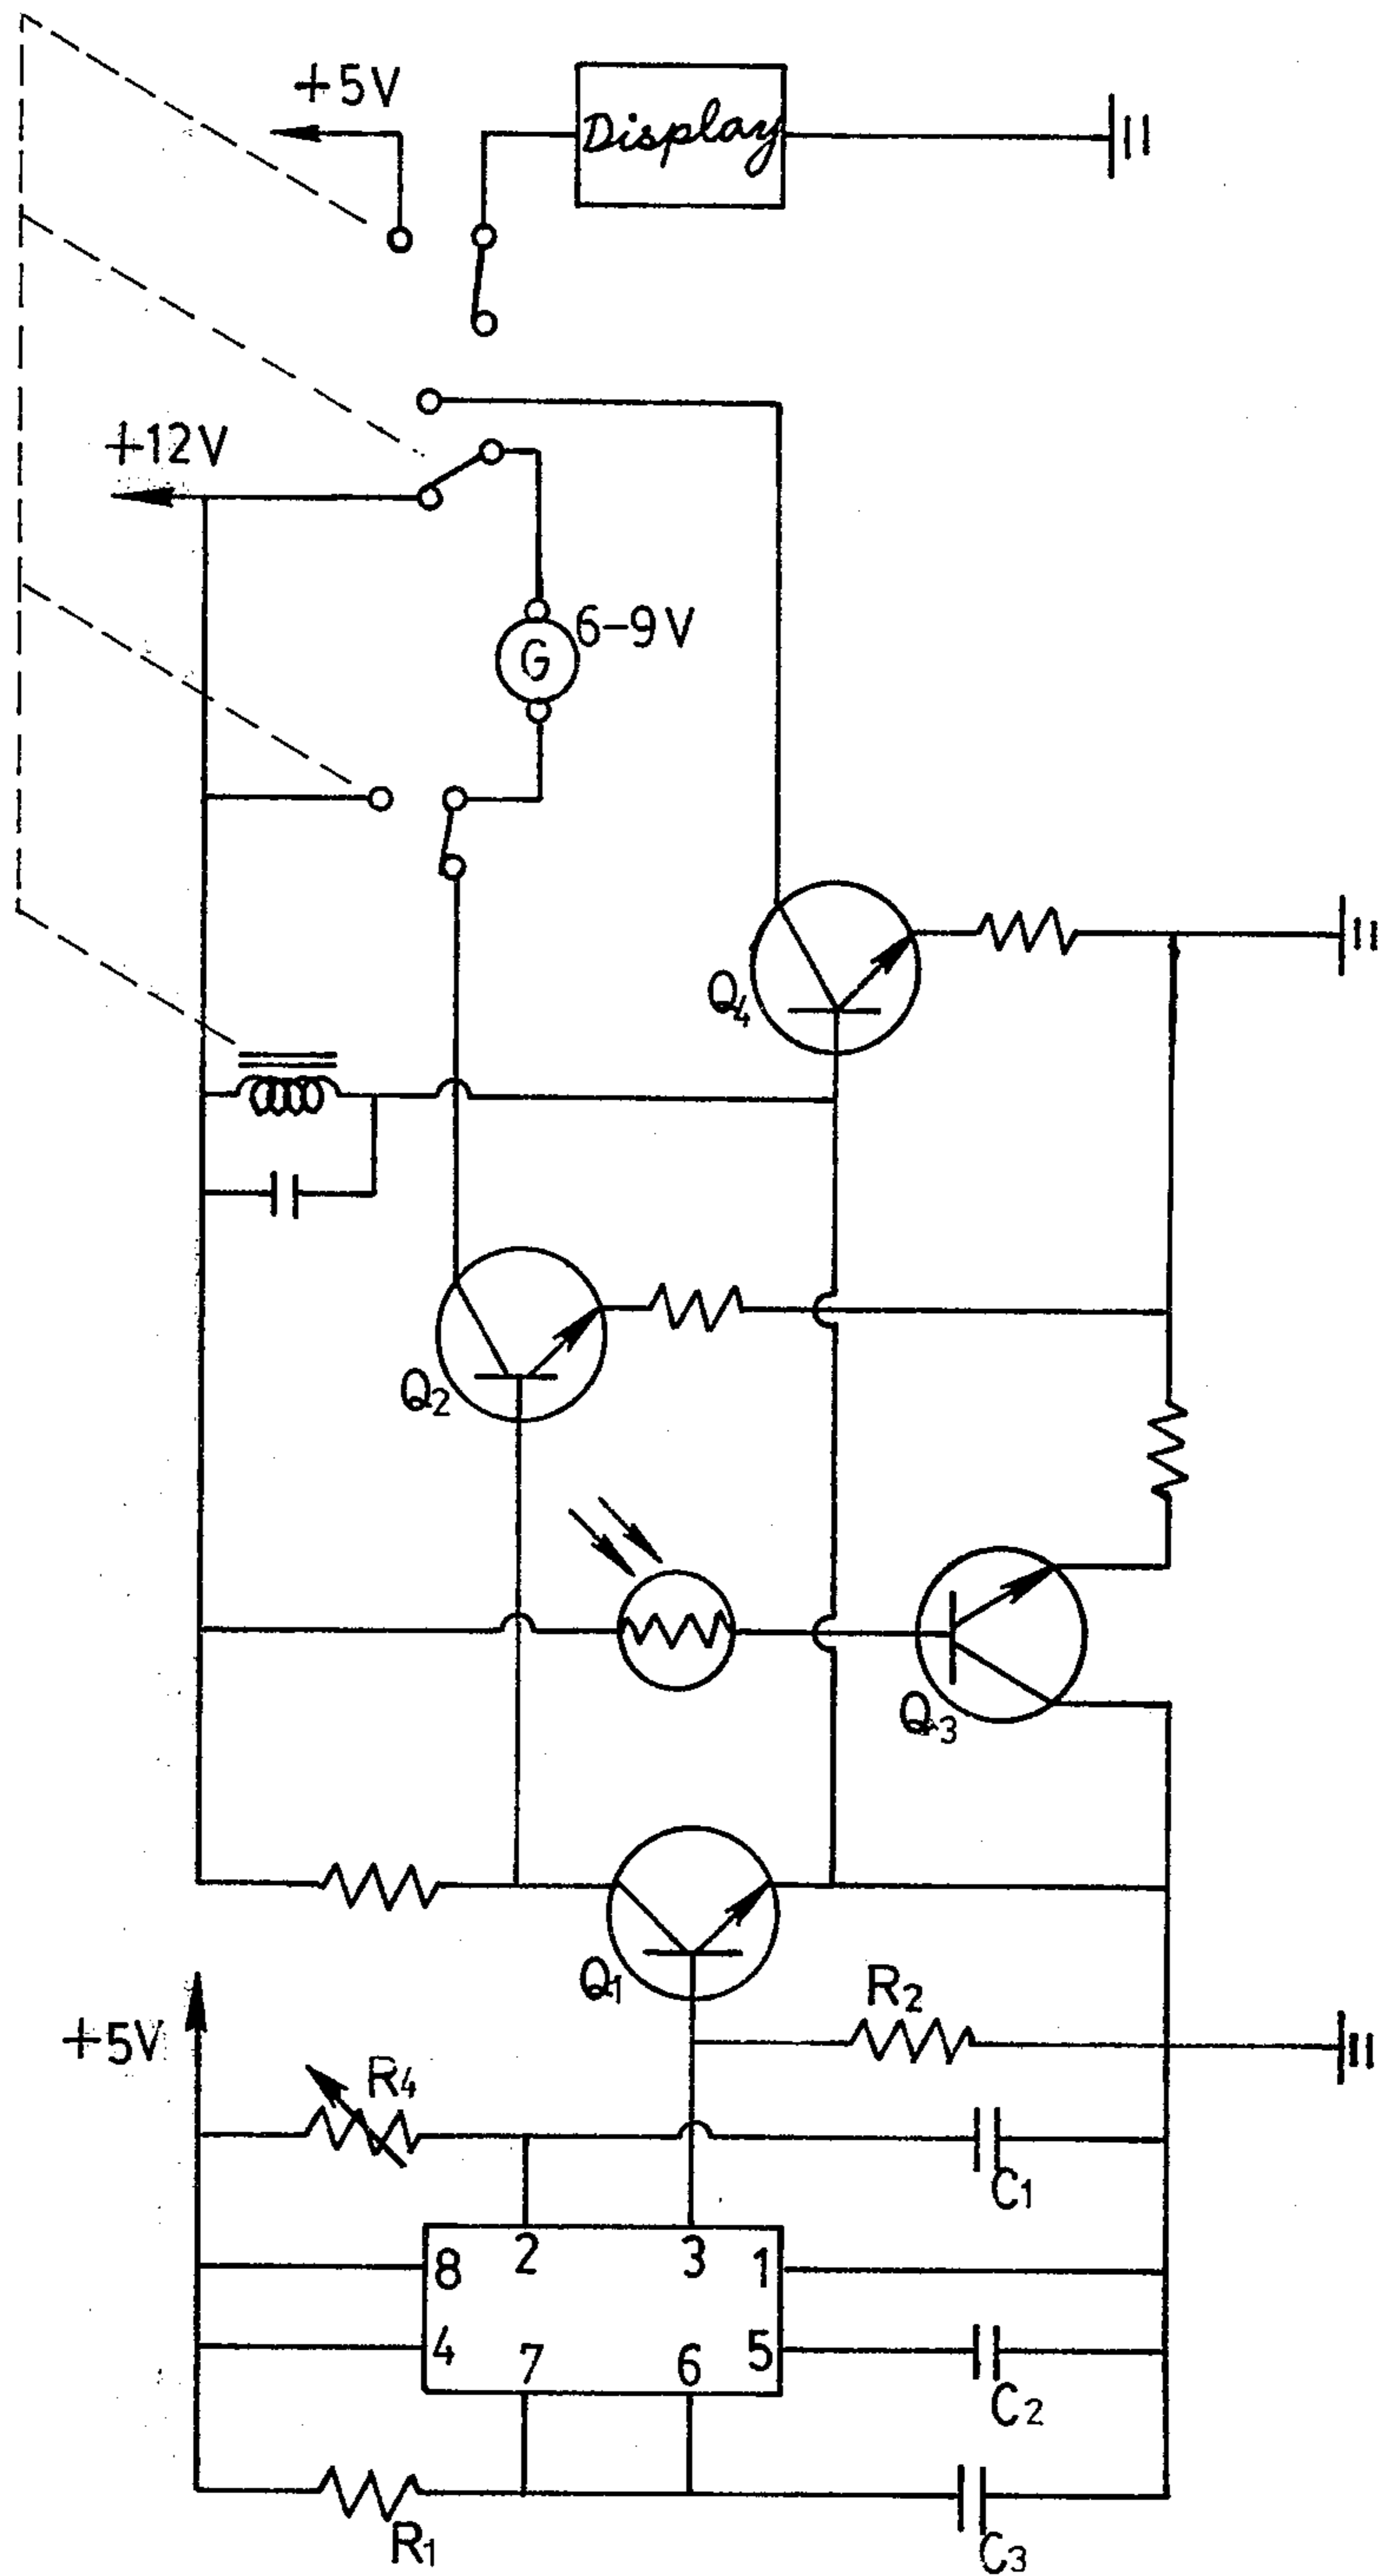 +5V
Display
+12V
6-9V
G
Q4
Q2
Q3
Q1
R2
+5V
R4
C1
8 2 3 1
4 7 6 5
C2
R1
C3